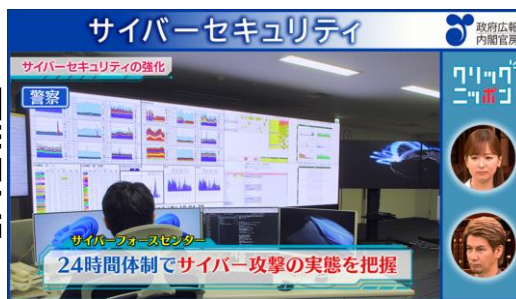 サイバーセキュリティ
政府広報
内閣官房
サイバーセキュリティの強化
警察
クリック
ニッポン
サイバーフォースセンター
24時間体制でサイバー攻撃の実態を把握